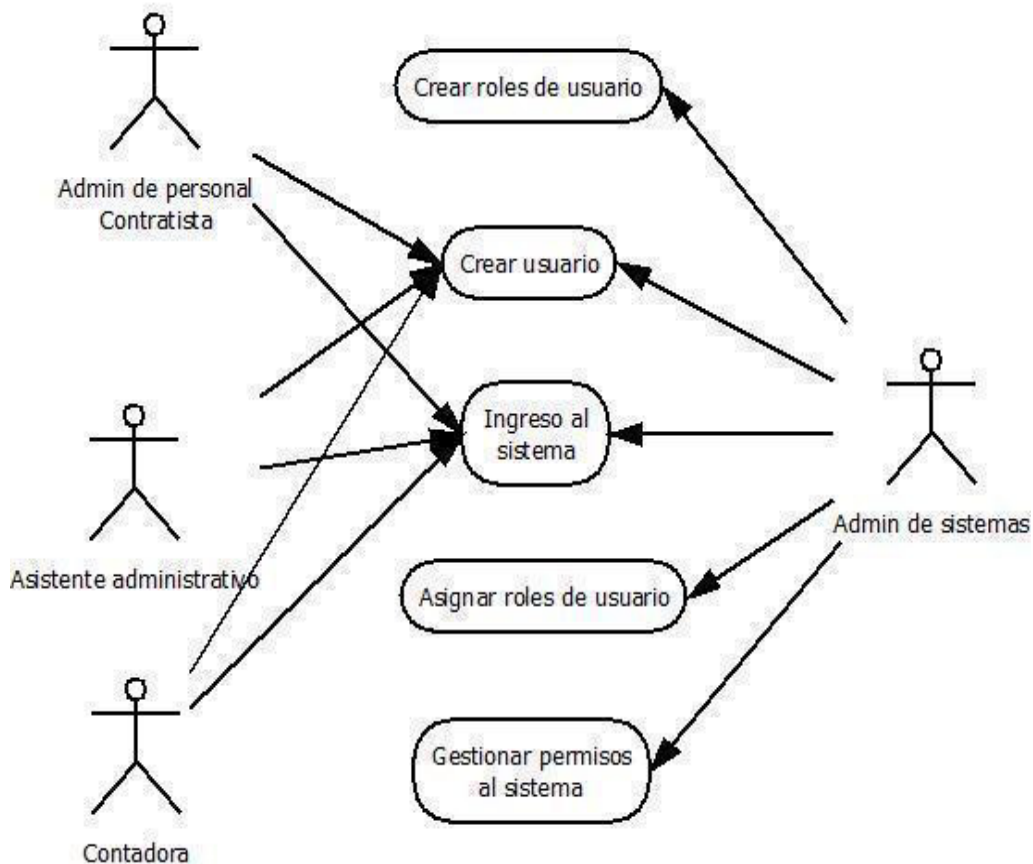 Crear roles de usuario
Admin de personal
Contratista
Crear usuario
Ingreso al
sistema
Admin de sistemas
Asistente administrativo
Asignar roles de usuario
Gestionar permisos
al sistema
Contadora